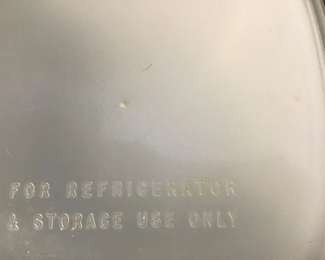 FOR REFRIGERATOR
& STORAGE USE ONLY